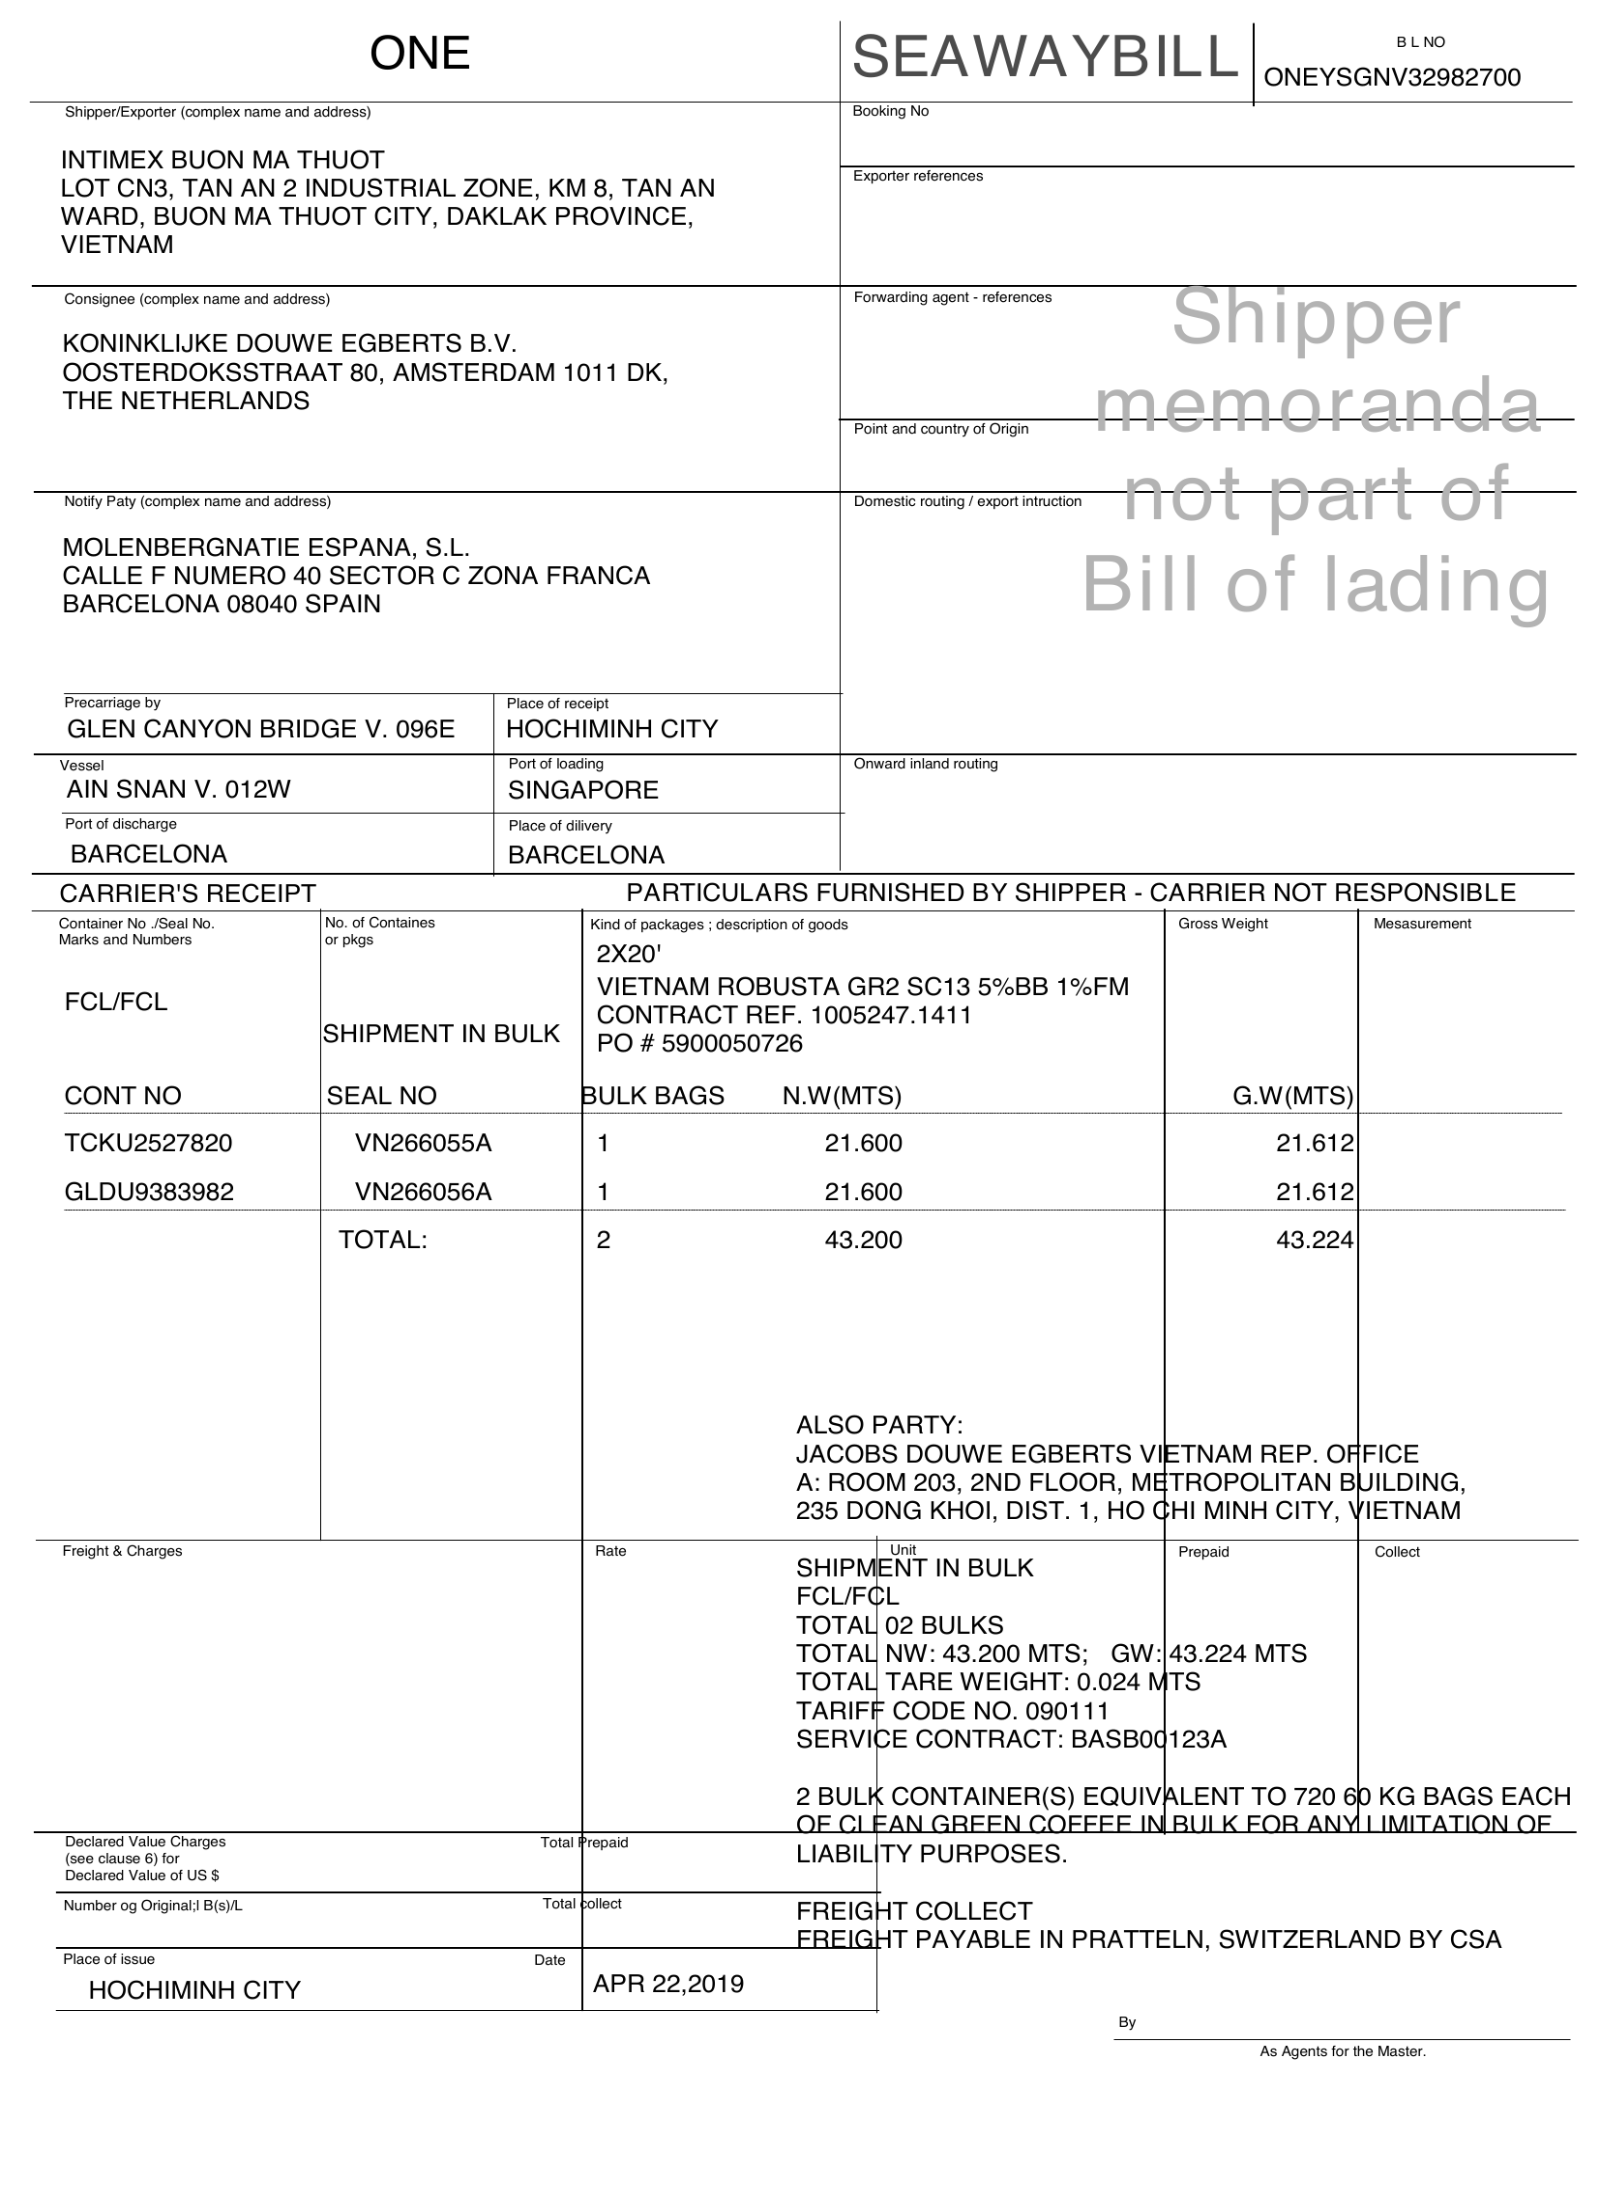 ONE
SEAWAYBILL
B L NO
ONEYSGNV32982700
Shipper/Exporter (complex name and address)
INTIMEX BUON MA THUOT
LOT CN3, TAN AN 2 INDUSTRIAL ZONE, KM 8, TAN AN
WARD, BUON MA THUOT CITY, DAKLAK PROVINCE,
VIETNAM
Booking No
Exporter references
Consignee (complex name and address)
KONINKLIJKE DOUWE EGBERTS B.V.
OOSTERDOKSSTRAAT 80, AMSTERDAM 1011 DK,
THE NETHERLANDS
Forwarding agent - references
Shipper
memoranda
not part of
Bill of lading
Point and country of Origin
Notify Paty (complex name and address)
MOLENBERGNATIE ESPANA, S.L.
CALLE F NUMERO 40 SECTOR C ZONA FRANCA
BARCELONA 08040 SPAIN
Domestic routing / export intruction
Precarriage by
GLEN CANYON BRIDGE V. 096E
Place of receipt
HOCHIMINH CITY
Vessel
AIN SNAN V. 012W
Port of loading
SINGAPORE
Onward inland routing
Port of discharge
BARCELONA
Place of dilivery
BARCELONA
CARRIER'S RECEIPT
PARTICULARS FURNISHED BY SHIPPER - CARRIER NOT RESPONSIBLE
Container No ./Seal No.
Marks and Numbers
No. of Containes
or pkgs
Kind of packages ; description of goods
Gross Weight
Mesasurement
2X20'
VIETNAM ROBUSTA GR2 SC13 5%BB 1%FM
CONTRACT REF. 1005247.1411
PO # 5900050726
FCL/FCL
SHIPMENT IN BULK
CONT NO SEAL NO BULK BAGS N.W(MTS) G.W(MTS)
TCKU2527820 VN266055A 1 21.600 21.612
GLDU9383982 VN266056A 1 21.600 21.612
TOTAL: 2 43.200 43.224
ALSO PARTY:
JACOBS DOUWE EGBERTS VIETNAM REP. OFFICE
A: ROOM 203, 2ND FLOOR, METROPOLITAN BUILDING,
235 DONG KHOI, DIST. 1, HO CHI MINH CITY, VIETNAM
Freight & Charges
Rate
Unit
Prepaid
Collect
SHIPMENT IN BULK
FCL/FCL
TOTAL 02 BULKS
TOTAL NW: 43.200 MTS; GW: 43.224 MTS
TOTAL TARE WEIGHT: 0.024 MTS
TARIFF CODE NO. 090111
SERVICE CONTRACT: BASB00123A
2 BULK CONTAINER(S) EQUIVALENT TO 720 60 KG BAGS EACH
OF CLEAN GREEN COFFEE IN BULK FOR ANY LIMITATION OF
LIABILITY PURPOSES.
FREIGHT COLLECT
FREIGHT PAYABLE IN PRATTELN, SWITZERLAND BY CSA
Declared Value Charges
(see clause 6) for
Declared Value of US $
Total Prepaid
Number og Original;l B(s)/L
Total collect
Place of issue
HOCHIMINH CITY
Date
APR 22,2019
By
As Agents for the Master.